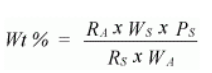 Wt % = R_A x W_S x P_S
R_S x W_A